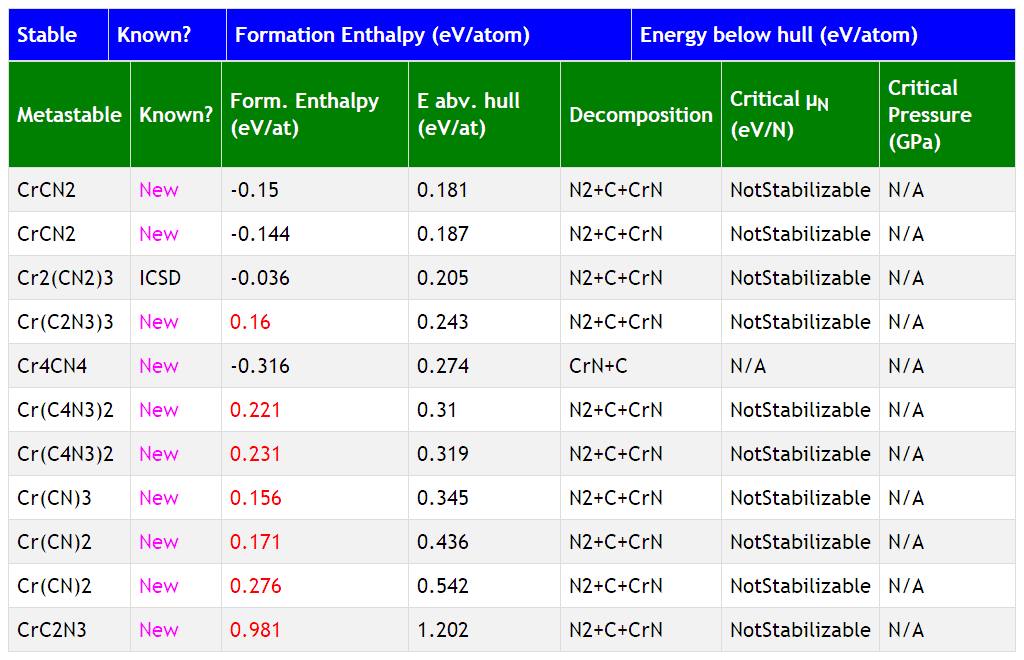 Stable Known? Formation Enthalpy (eV/atom) Energy below hull (eV/atom)
Metastable Known? Form. Enthalpy (eV/at) E abv. hull (eV/at) Decomposition Critical μN (eV/N) Critical Pressure (GPa)
CrCN2 New -0.15 0.181 N2+C+CrN NotStabilizable N/A
CrCN2 New -0.144 0.187 N2+C+CrN NotStabilizable N/A
Cr2(CN2)3 ICSD -0.036 0.205 N2+C+CrN NotStabilizable N/A
Cr(C2N3)3 New 0.16 0.243 N2+C+CrN NotStabilizable N/A
Cr4CN4 New -0.316 0.274 CrN+C N/A N/A
Cr(C4N3)2 New 0.221 0.31 N2+C+CrN NotStabilizable N/A
Cr(C4N3)2 New 0.231 0.319 N2+C+CrN NotStabilizable N/A
Cr(CN)3 New 0.156 0.345 N2+C+CrN NotStabilizable N/A
Cr(CN)2 New 0.171 0.436 N2+C+CrN NotStabilizable N/A
Cr(CN)2 New 0.276 0.542 N2+C+CrN NotStabilizable N/A
CrC2N3 New 0.981 1.202 N2+C+CrN NotStabilizable N/A